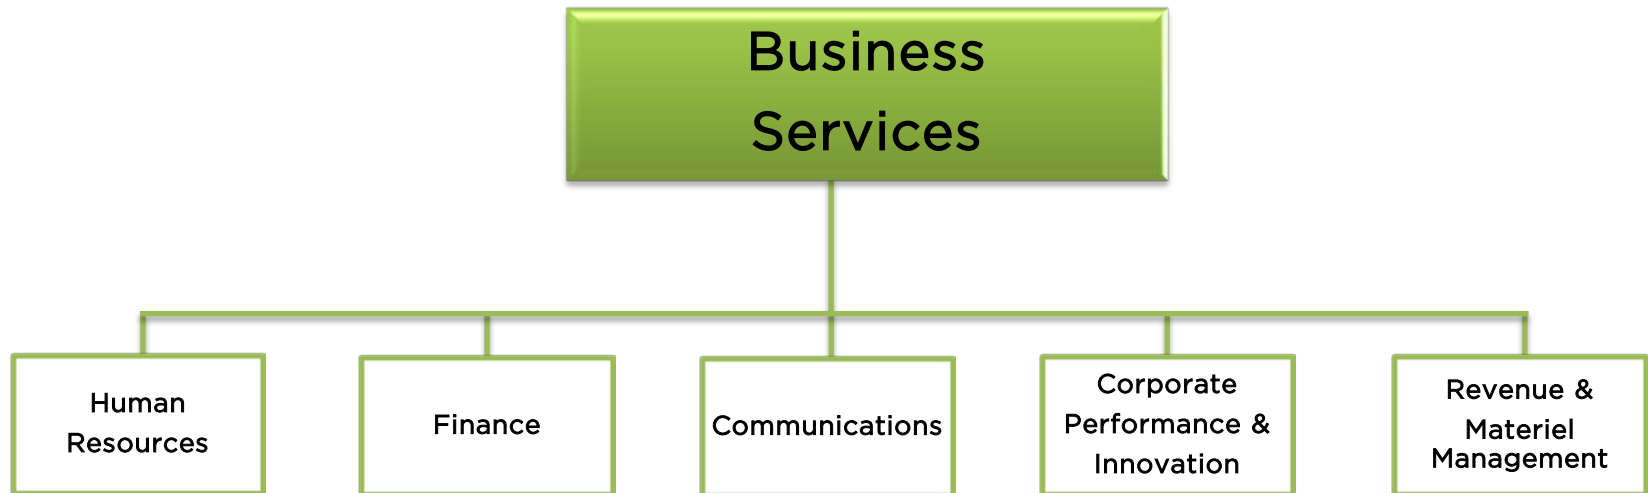 Business
Services
Human
Resources
Finance
Communications
Corporate
Performance &
Innovation
Revenue &
Materiel
Management